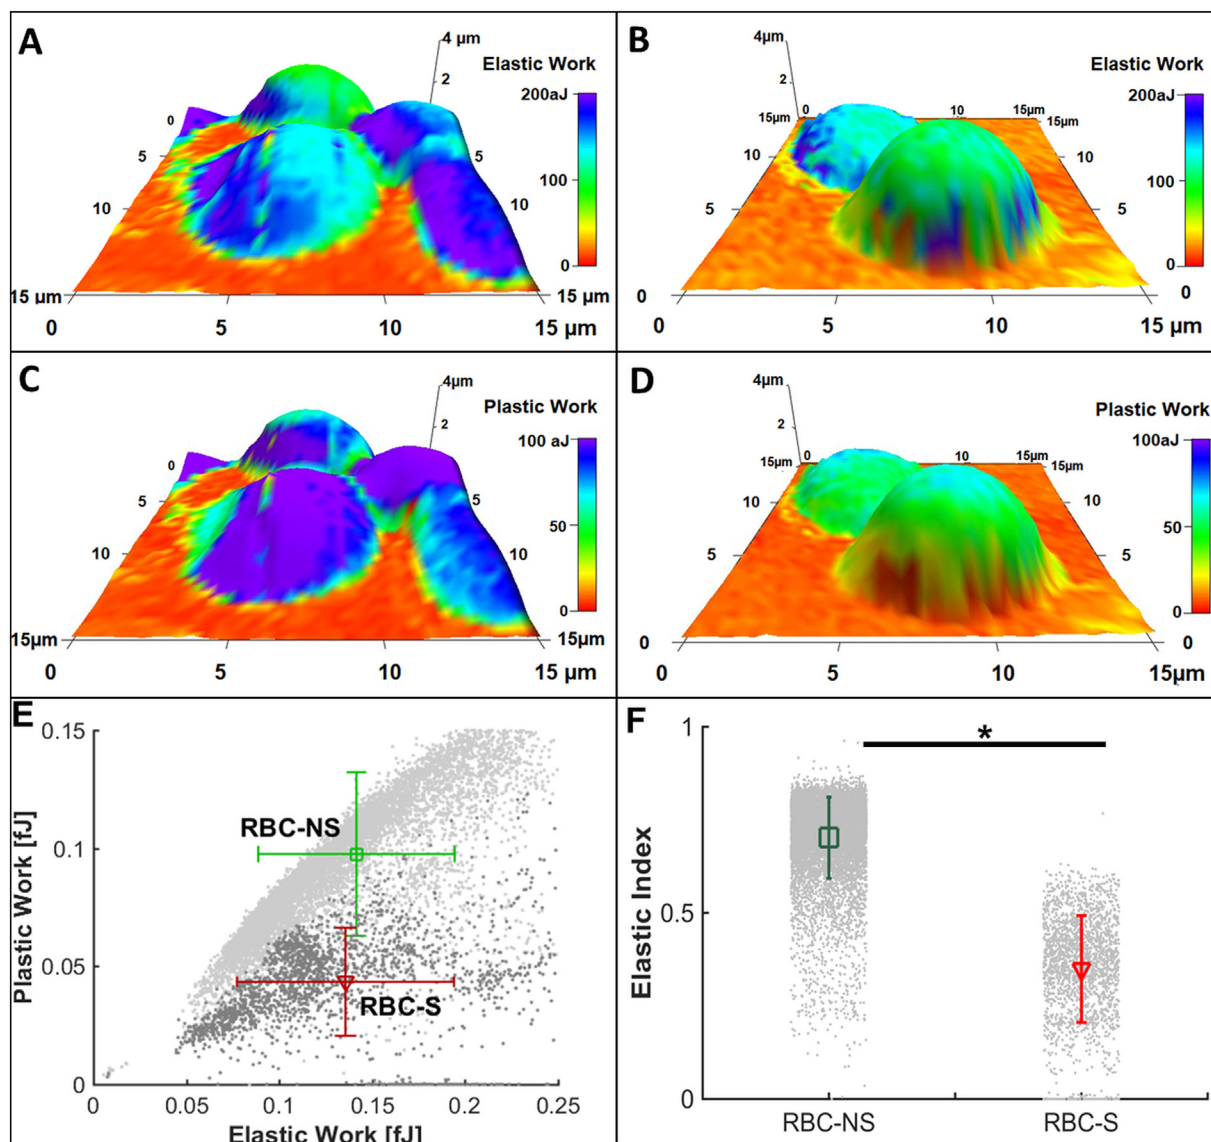 A
4 µm
2
Elastic Work
200aJ
100
0
0
5
10
15 µm
5
10
15 µm
0
5
10
15 µm
B
4µm
2
0
15µm
10
5
0
10
15µm
15µm
10
5
0
Elastic Work
200aJ
100
0
0
5
10
15 µm
C
4µm
2
Plastic Work
100 aJ
50
0
0
5
10
15µm
5
10
15µm
0
5
10
15 µm
D
4µm
2
0
15µm
10
5
0
10
15µm
15µm
10
5
0
Plastic Work
100aJ
50
0
0
5
10
15µm
E
0.15
0.1
0.05
0
Plastic Work [fJ]
RBC-NS
RBC-S
0
0.05
0.1
0.15
0.2
0.25
Elastic Work [fJ]
F
1
0.5
0
Elastic Index
*
RBC-NS
RBC-S